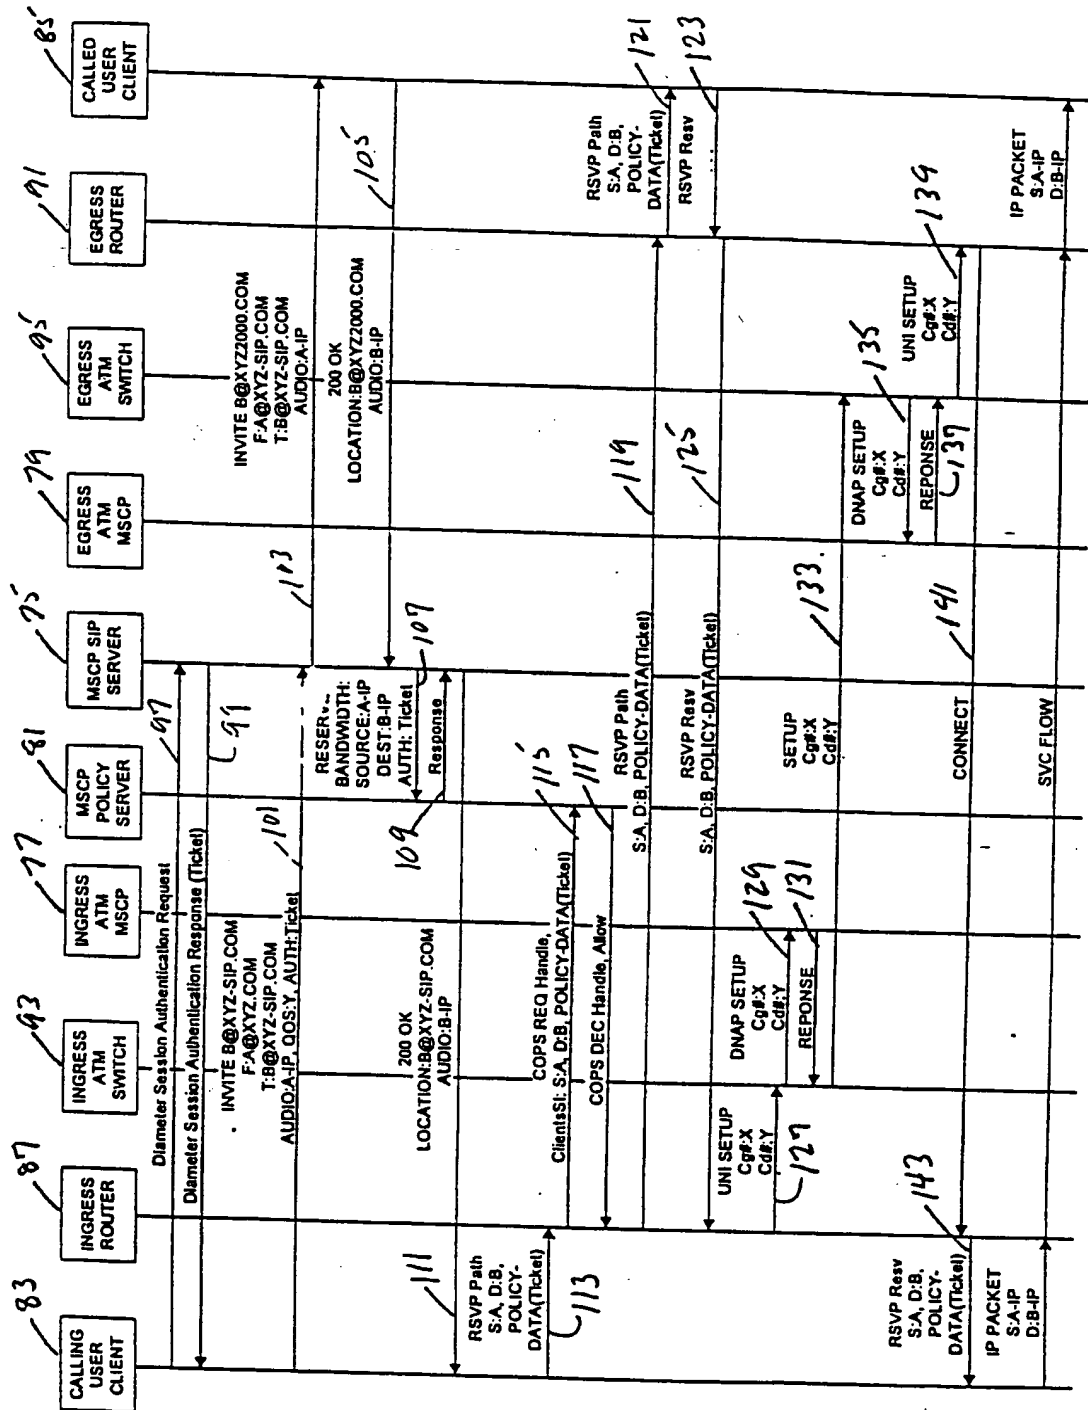 83
CALLING
USER
CLIENT
87
INGRESS
ROUTER
93
INGRESS
ATM
SWITCH
77
INGRESS
ATM
MSCP
81
MSCP
POLICY
SERVER
75
MSCP SIP
SERVER
79
EGRESS
ATM
MSCP
95
EGRESS
ATM
SWITCH
91
EGRESS
ROUTER
85
CALLED
USER
CLIENT
Diameter Session Authentication Request
97
Diameter Session Authentication Response (Ticket)
99
INVITE B@XYZ-SIP.COM
F:A@XYZ.COM
T:B@XYZ-SIP.COM
AUDIO:A-IP, QOS:Y, AUTH:Ticket
101
INVITE B@XYZ2000.COM
F:A@XYZ-SIP.COM
T:B@XYZ-SIP.COM
AUDIO:A-IP
103
200 OK
LOCATION:B@XYZ2000.COM
AUDIO:B-IP
105
BANDWIDTH:
SOURCE:A-IP
DEST:B-IP
AUTH: Ticket
107
Response
109
200 OK
LOCATION:B@XYZ-SIP.COM
AUDIO:B-IP
111
RSVP Path
S:A, D:B,
POLICY-
DATA(Ticket)
113
COPS REQ Handle,
ClientsSI: S:A, D:B, POLICY-DATA(Ticket)
115
COPS DEC Handle, Allow
117
RSVP Path
S:A, D:B, POLICY-DATA(Ticket)
119
RSVP Path
S:A, D:B,
POLICY-
DATA(Ticket)
121
RSVP Resv
123
RSVP Resv
S:A, D:B, POLICY-DATA(Ticket)
125
UNI SETUP
Cg#:X
Cd#:Y
127
DNAP SETUP
Cg#:X
Cd#:Y
129
REPONSE
131
SETUP
Cg#:X
Cd#:Y
133
DNAP SETUP
Cg#:X
Cd#:Y
135
REPONSE
137
UNI SETUP
Cg#:X
Cd#:Y
139
CONNECT
141
RSVP Resv
S:A, D:B,
POLICY-
DATA(Ticket)
143
IP PACKET
S:A-IP
D:B-IP
SVC FLOW
IP PACKET
S:A-IP
D:B-IP